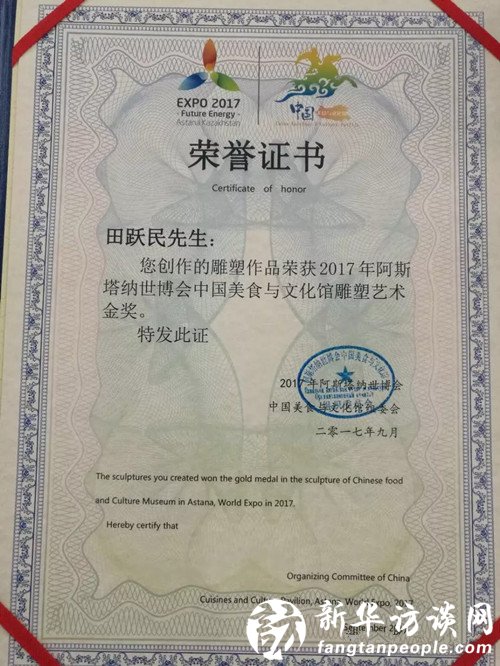 EXPO 2017
Future Energy
Astana Kazakhstan
中国
荣誉证书
Certificate of honor
田跃民先生：
您创作的雕塑作品荣获2017年阿斯
塔纳世博会中国美食与文化馆雕塑艺术
金奖。
特发此证
2017年阿斯塔纳世博会
中国美食与文化馆组委会
二零一七年九月
The sculptures you created won the gold medal in the sculpture of Chinese food
and Culture Museum in Astana, World Expo in 2017.
Hereby certify that
Organizing Committee of China
Cuisines and Culture Pavilion, Astana World Expo, 2017
September 2017
新华访谈网
fangtanpeople.com